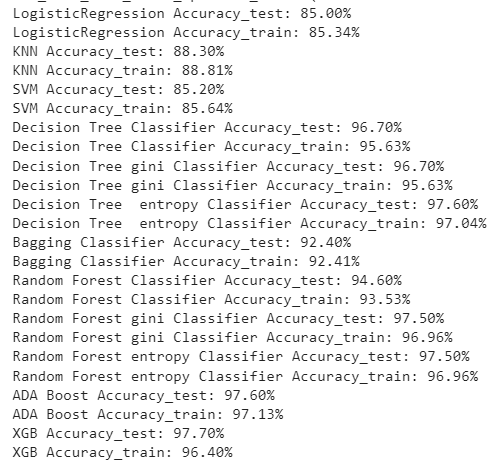 LogisticRegression Accuracy_test: 85.00%
LogisticRegression Accuracy_train: 85.34%
KNN Accuracy_test: 88.30%
KNN Accuracy_train: 88.81%
SVM Accuracy_test: 85.20%
SVM Accuracy_train: 85.64%
Decision Tree Classifier Accuracy_test: 96.70%
Decision Tree Classifier Accuracy_train: 95.63%
Decision Tree gini Classifier Accuracy_test: 96.70%
Decision Tree gini Classifier Accuracy_train: 95.63%
Decision Tree  entropy Classifier Accuracy_test: 97.60%
Decision Tree  entropy Classifier Accuracy_train: 97.04%
Bagging Classifier Accuracy_test: 92.40%
Bagging Classifier Accuracy_train: 92.41%
Random Forest Classifier Accuracy_test: 94.60%
Random Forest Classifier Accuracy_train: 93.53%
Random Forest gini Classifier Accuracy_test: 97.50%
Random Forest gini Classifier Accuracy_train: 96.96%
Random Forest entropy Classifier Accuracy_test: 97.50%
Random Forest entropy Classifier Accuracy_train: 96.96%
ADA Boost Accuracy_test: 97.60%
ADA Boost Accuracy_train: 97.13%
XGB Accuracy_test: 97.70%
XGB Accuracy_train: 96.40%